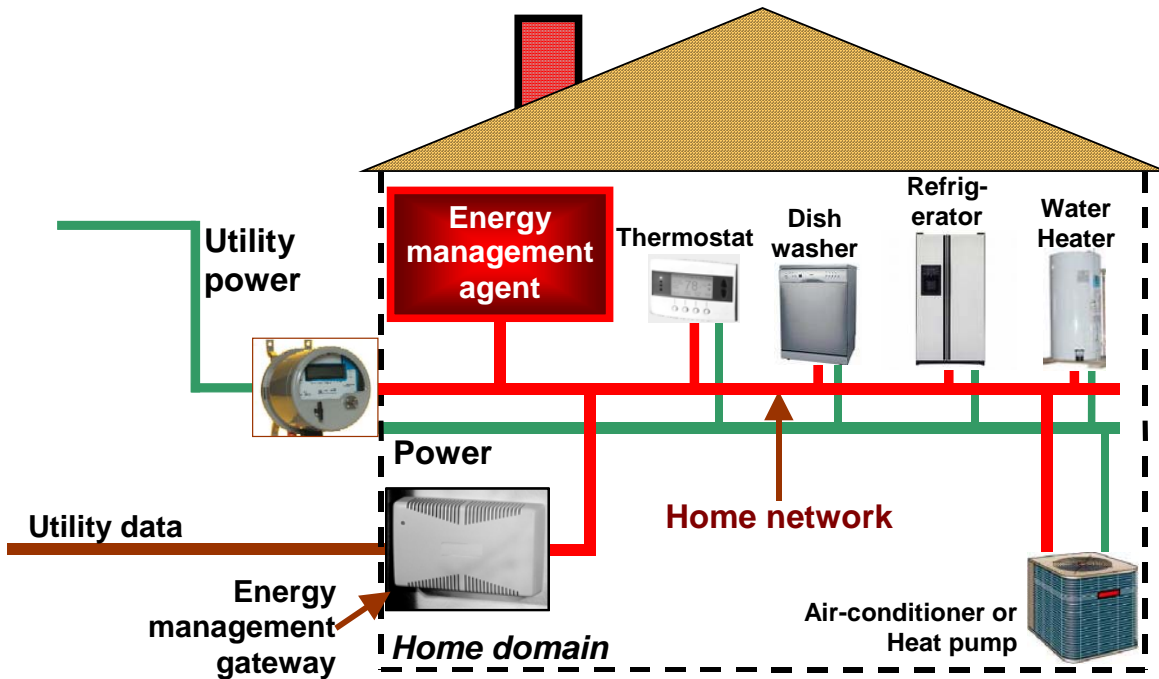 Utility
power
Energy
management
agent
Thermostat
Dish
washer
Refrig-
erator
Water
Heater
78
Power
Utility data
Home network
Energy
management
gateway
Home domain
Air-conditioner or
Heat pump